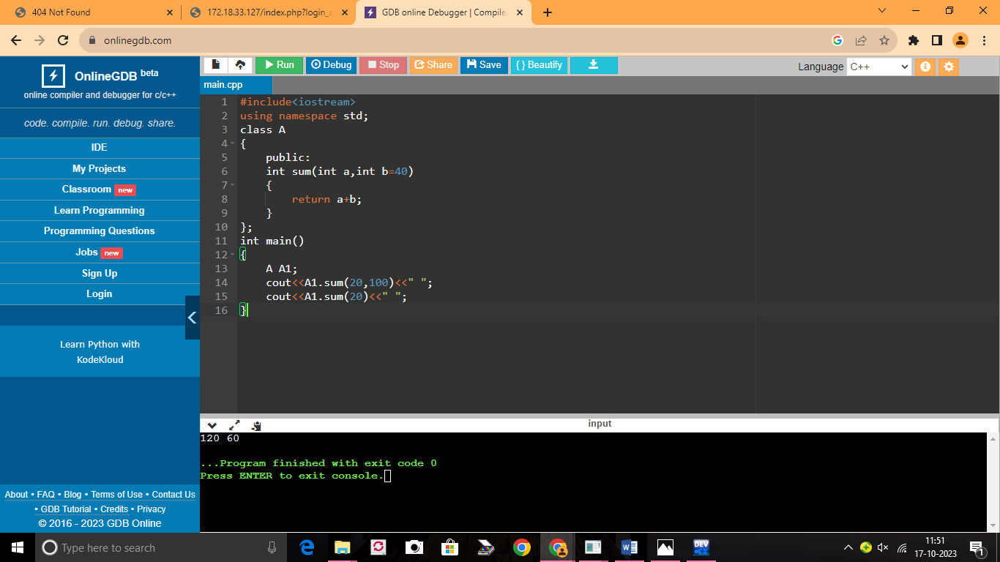 404 Not Found
172.18.33.127/index.php?login_a
GDB online Debugger | Compile
onlinegdb.com
OnlineGDB beta
online compiler and debugger for c/c++
code. compile. run. debug. share.
IDE
My Projects
Classroom new
Learn Programming
Programming Questions
Jobs new
Sign Up
Login
Learn Python with
KodeKloud
About • FAQ • Blog • Terms of Use • Contact Us
• GDB Tutorial • Credits • Privacy
© 2016 - 2023 GDB Online
Run Debug Stop Share Save { } Beautify
Language C++
main.cpp
1 #include<iostream>
2 using namespace std;
3 class A
4 {
5 public:
6 int sum(int a,int b=40)
7 {
8 return a+b;
9 }
10 };
11 int main()
12 {
13 A A1;
14 cout<<A1.sum(20,100)<<" ";
15 cout<<A1.sum(20)<<" ";
16 }
input
120 60
...Program finished with exit code 0
Press ENTER to exit console.
Type here to search
DEV
C++
11:51
17-10-2023
1